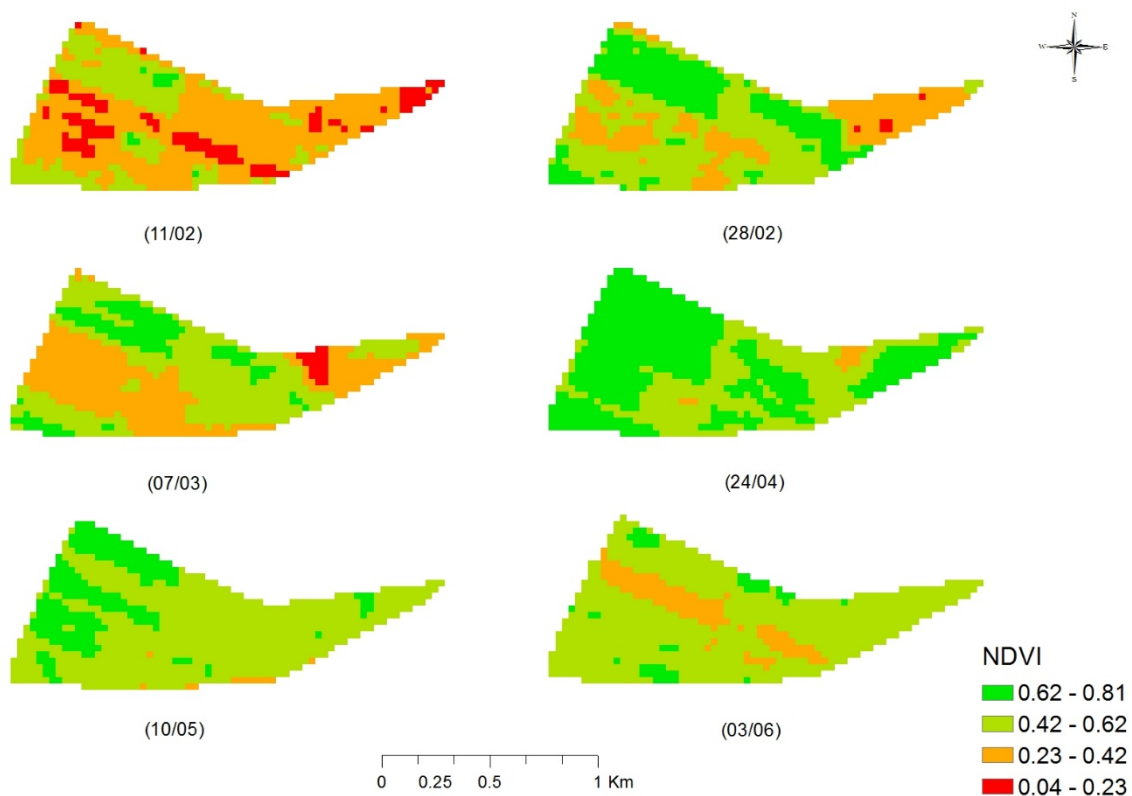 N
W E
S
(11/02)
(28/02)
(07/03)
(24/04)
(10/05)
(03/06)
NDVI
0.62 - 0.81
0.42 - 0.62
0.23 - 0.42
0.04 - 0.23
0 0.25 0.5 1 Km